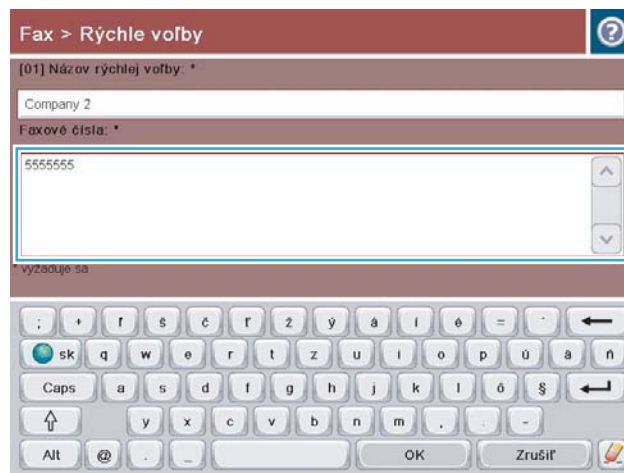 Fax > Rýchle voľby
?
[01] Názov rýchlej voľby: *
Company 2
Faxové čísla: *
5555555
* vyžaduje sa
; + ľ š č ť ž ý á í é = ´
sk q w e r t z u i o p ú ä ň
Caps a s d f g h j k l ô §
y x c v b n m , . -
Alt @ . _ OK Zrušiť